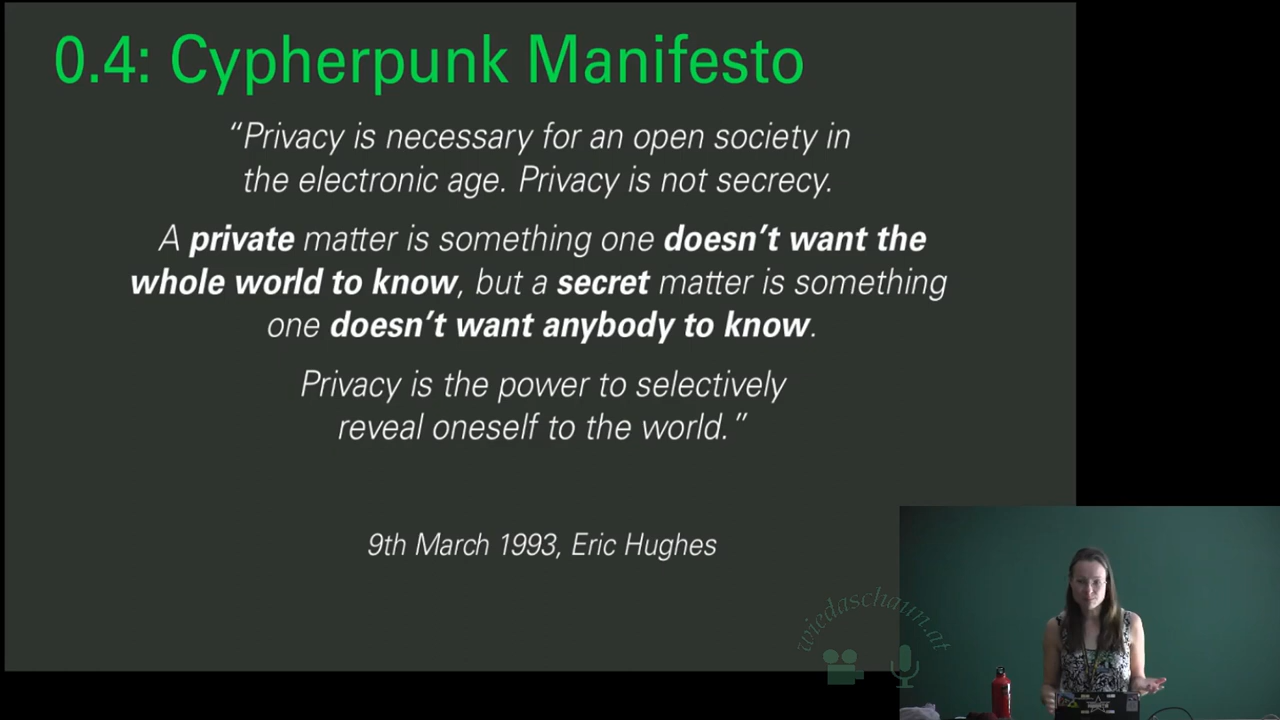 0.4: Cypherpunk Manifesto
“Privacy is necessary for an open society in
the electronic age. Privacy is not secrecy.
A private matter is something one doesn’t want the
whole world to know, but a secret matter is something
one doesn’t want anybody to know.
Privacy is the power to selectively
reveal oneself to the world.”
9th March 1993, Eric Hughes
wiedaschaun.at